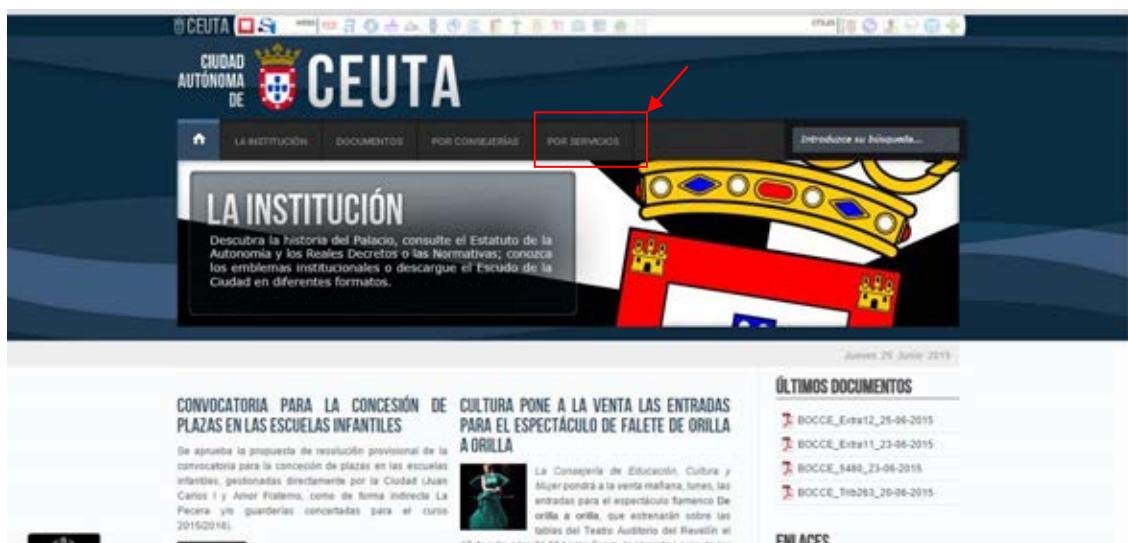 CEUTA
CIUDAD
AUTÓNOMA
DE
CEUTA
LA INSTITUCIÓN
DOCUMENTOS
POR CONSEJERÍAS
POR SERVICIOS
Introduzca su búsqueda...
LA INSTITUCIÓN
Descubra la historia del Palacio, consulte el Estatuto de la
Autonomía y los Reales Decretos o las Normativas; conozca
los emblemas institucionales o descargue el Escudo de la
Ciudad en diferentes formatos.
Jueves 25 Junio 2015
CONVOCATORIA PARA LA CONCESIÓN DE
PLAZAS EN LAS ESCUELAS INFANTILES
Se aprueba la propuesta de resolución provisional de la
convocatoria para la conceción de plazas en las escuelas
infantiles, gestionadas directamente por la Ciudad (Juan
Carlos I y Amor Fraterno, como de forma indirecta La
Pecera y/o guarderías concertadas para el curso
2015/2016).
CULTURA PONE A LA VENTA LAS ENTRADAS
PARA EL ESPECTÁCULO DE FALETE DE ORILLA
A ORILLA
La Consejería de Educación, Cultura y
Mujer pondrá a la venta mañana, lunes, las
entradas para el espectáculo flamenco De
orilla a orilla, que estrenarán sobre las
tablas del Teatro Auditorio del Revellín el
ÚLTIMOS DOCUMENTOS
BOCCE_Extra12_25-06-2015
BOCCE_Extra11_23-06-2015
BOCCE_5480_23-06-2015
BOCCE_Trib263_20-06-2015
ENLACES